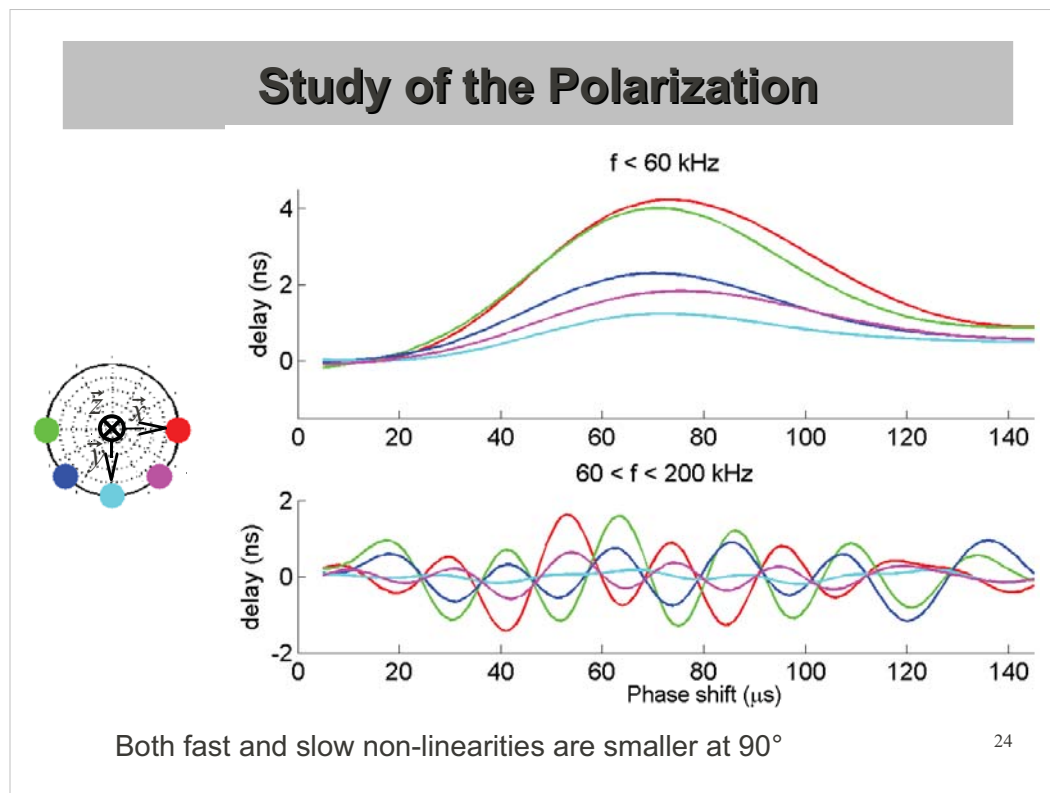 Study of the Polarization
f < 60 kHz
4
2
0
delay (ns)
0 20 40 60 80 100 120 140
z⃗ x⃗
y⃗
60 < f < 200 kHz
2
0
-2
delay (ns)
0 20 40 60 80 100 120 140
Phase shift (μs)
Both fast and slow non-linearities are smaller at 90°
24